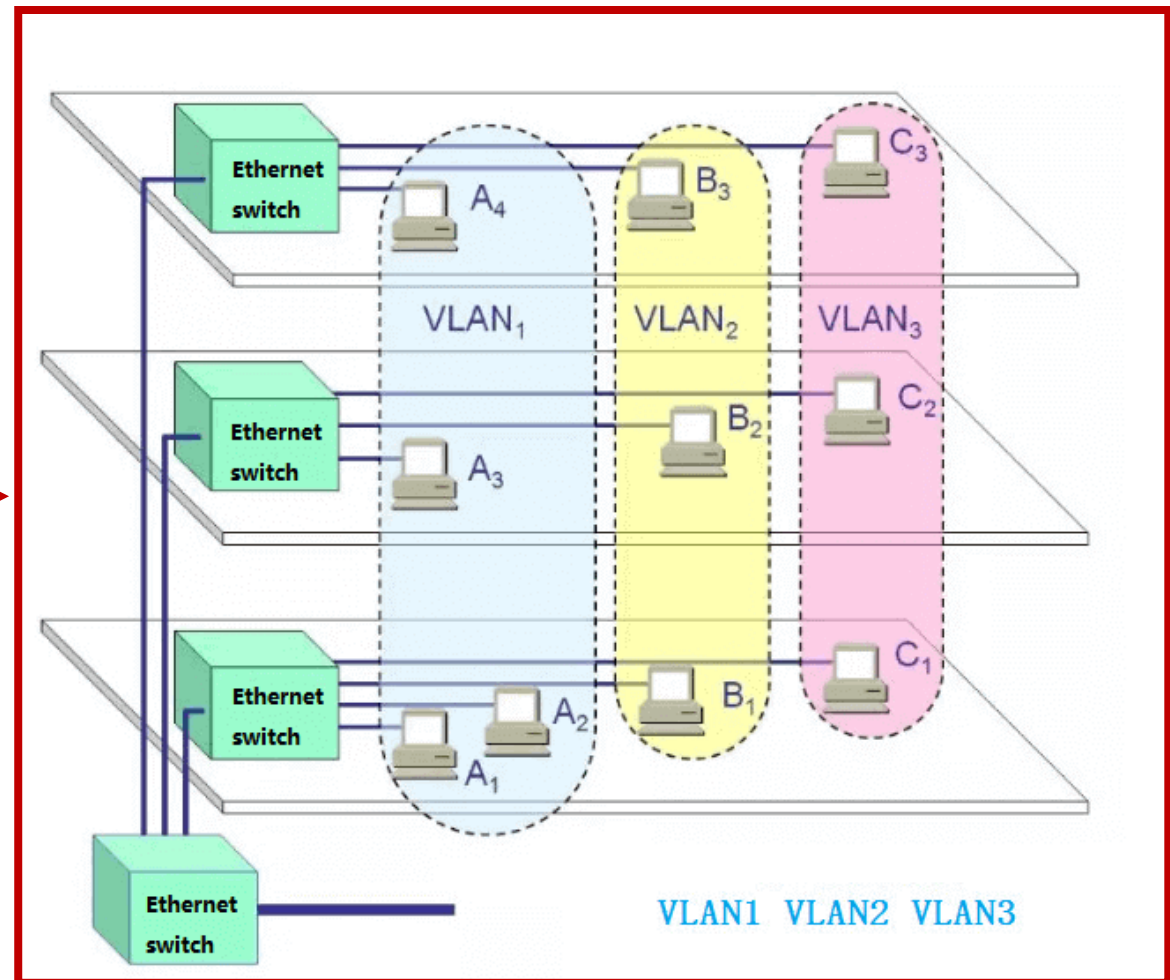 Ethernet
switch
A₄
B₃
C₃
VLAN₁
VLAN₂
VLAN₃
Ethernet
switch
A₃
B₂
C₂
Ethernet
switch
A₁
A₂
B₁
C₁
Ethernet
switch
VLAN1 VLAN2 VLAN3